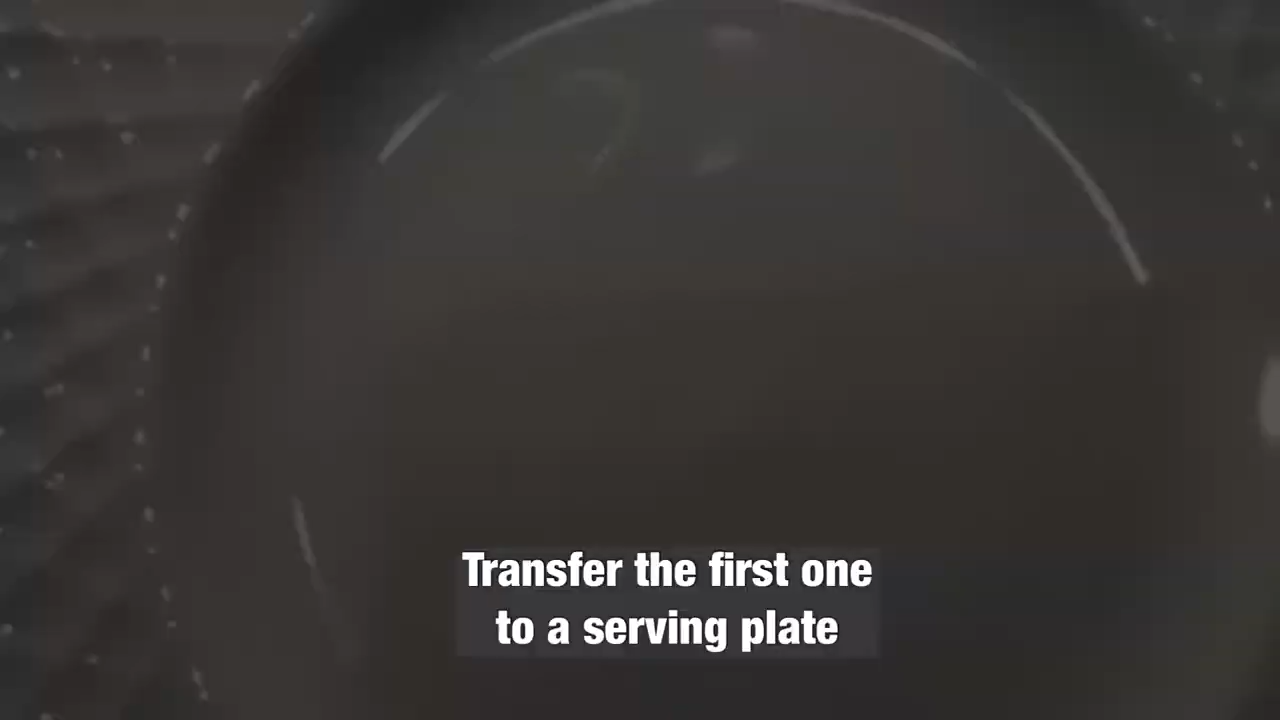 Transfer the first one
to a serving plate